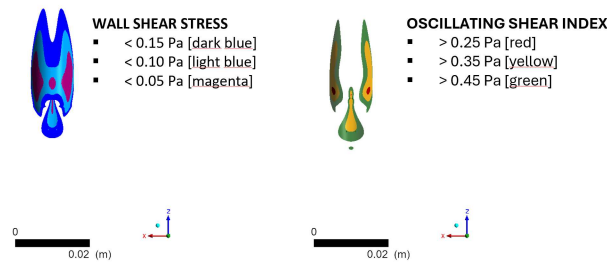 WALL SHEAR STRESS
▪ < 0.15 Pa [dark blue]
▪ < 0.10 Pa [light blue]
▪ < 0.05 Pa [magenta]
OSCILLATING SHEAR INDEX
▪ > 0.25 Pa [red]
▪ > 0.35 Pa [yellow]
▪ > 0.45 Pa [green]
0
0.02 (m)
z
x
0
0.02 (m)
z
x